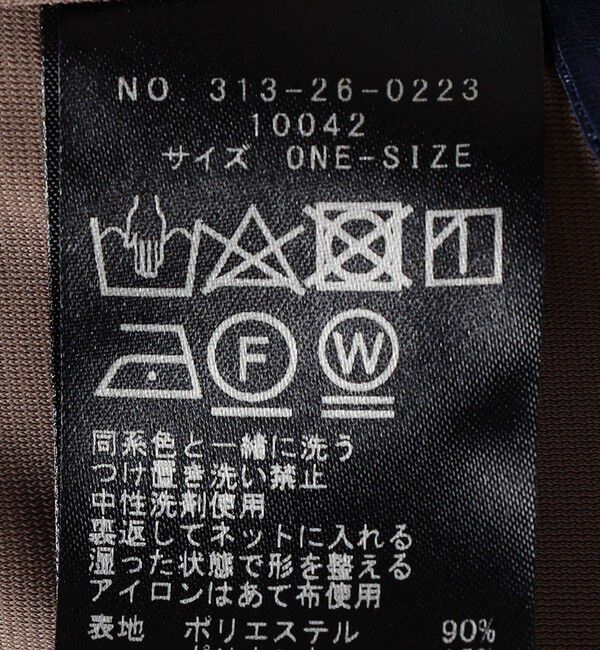 NO. 313-26-0223
10042
サイズ ONE-SIZE
F W
同系色と一緒に洗う
つけ置き洗い禁止
中性洗剤使用
裏返してネットに入れる
湿った状態で形を整える
アイロンはあて布使用
表地 ポリエステル 90%